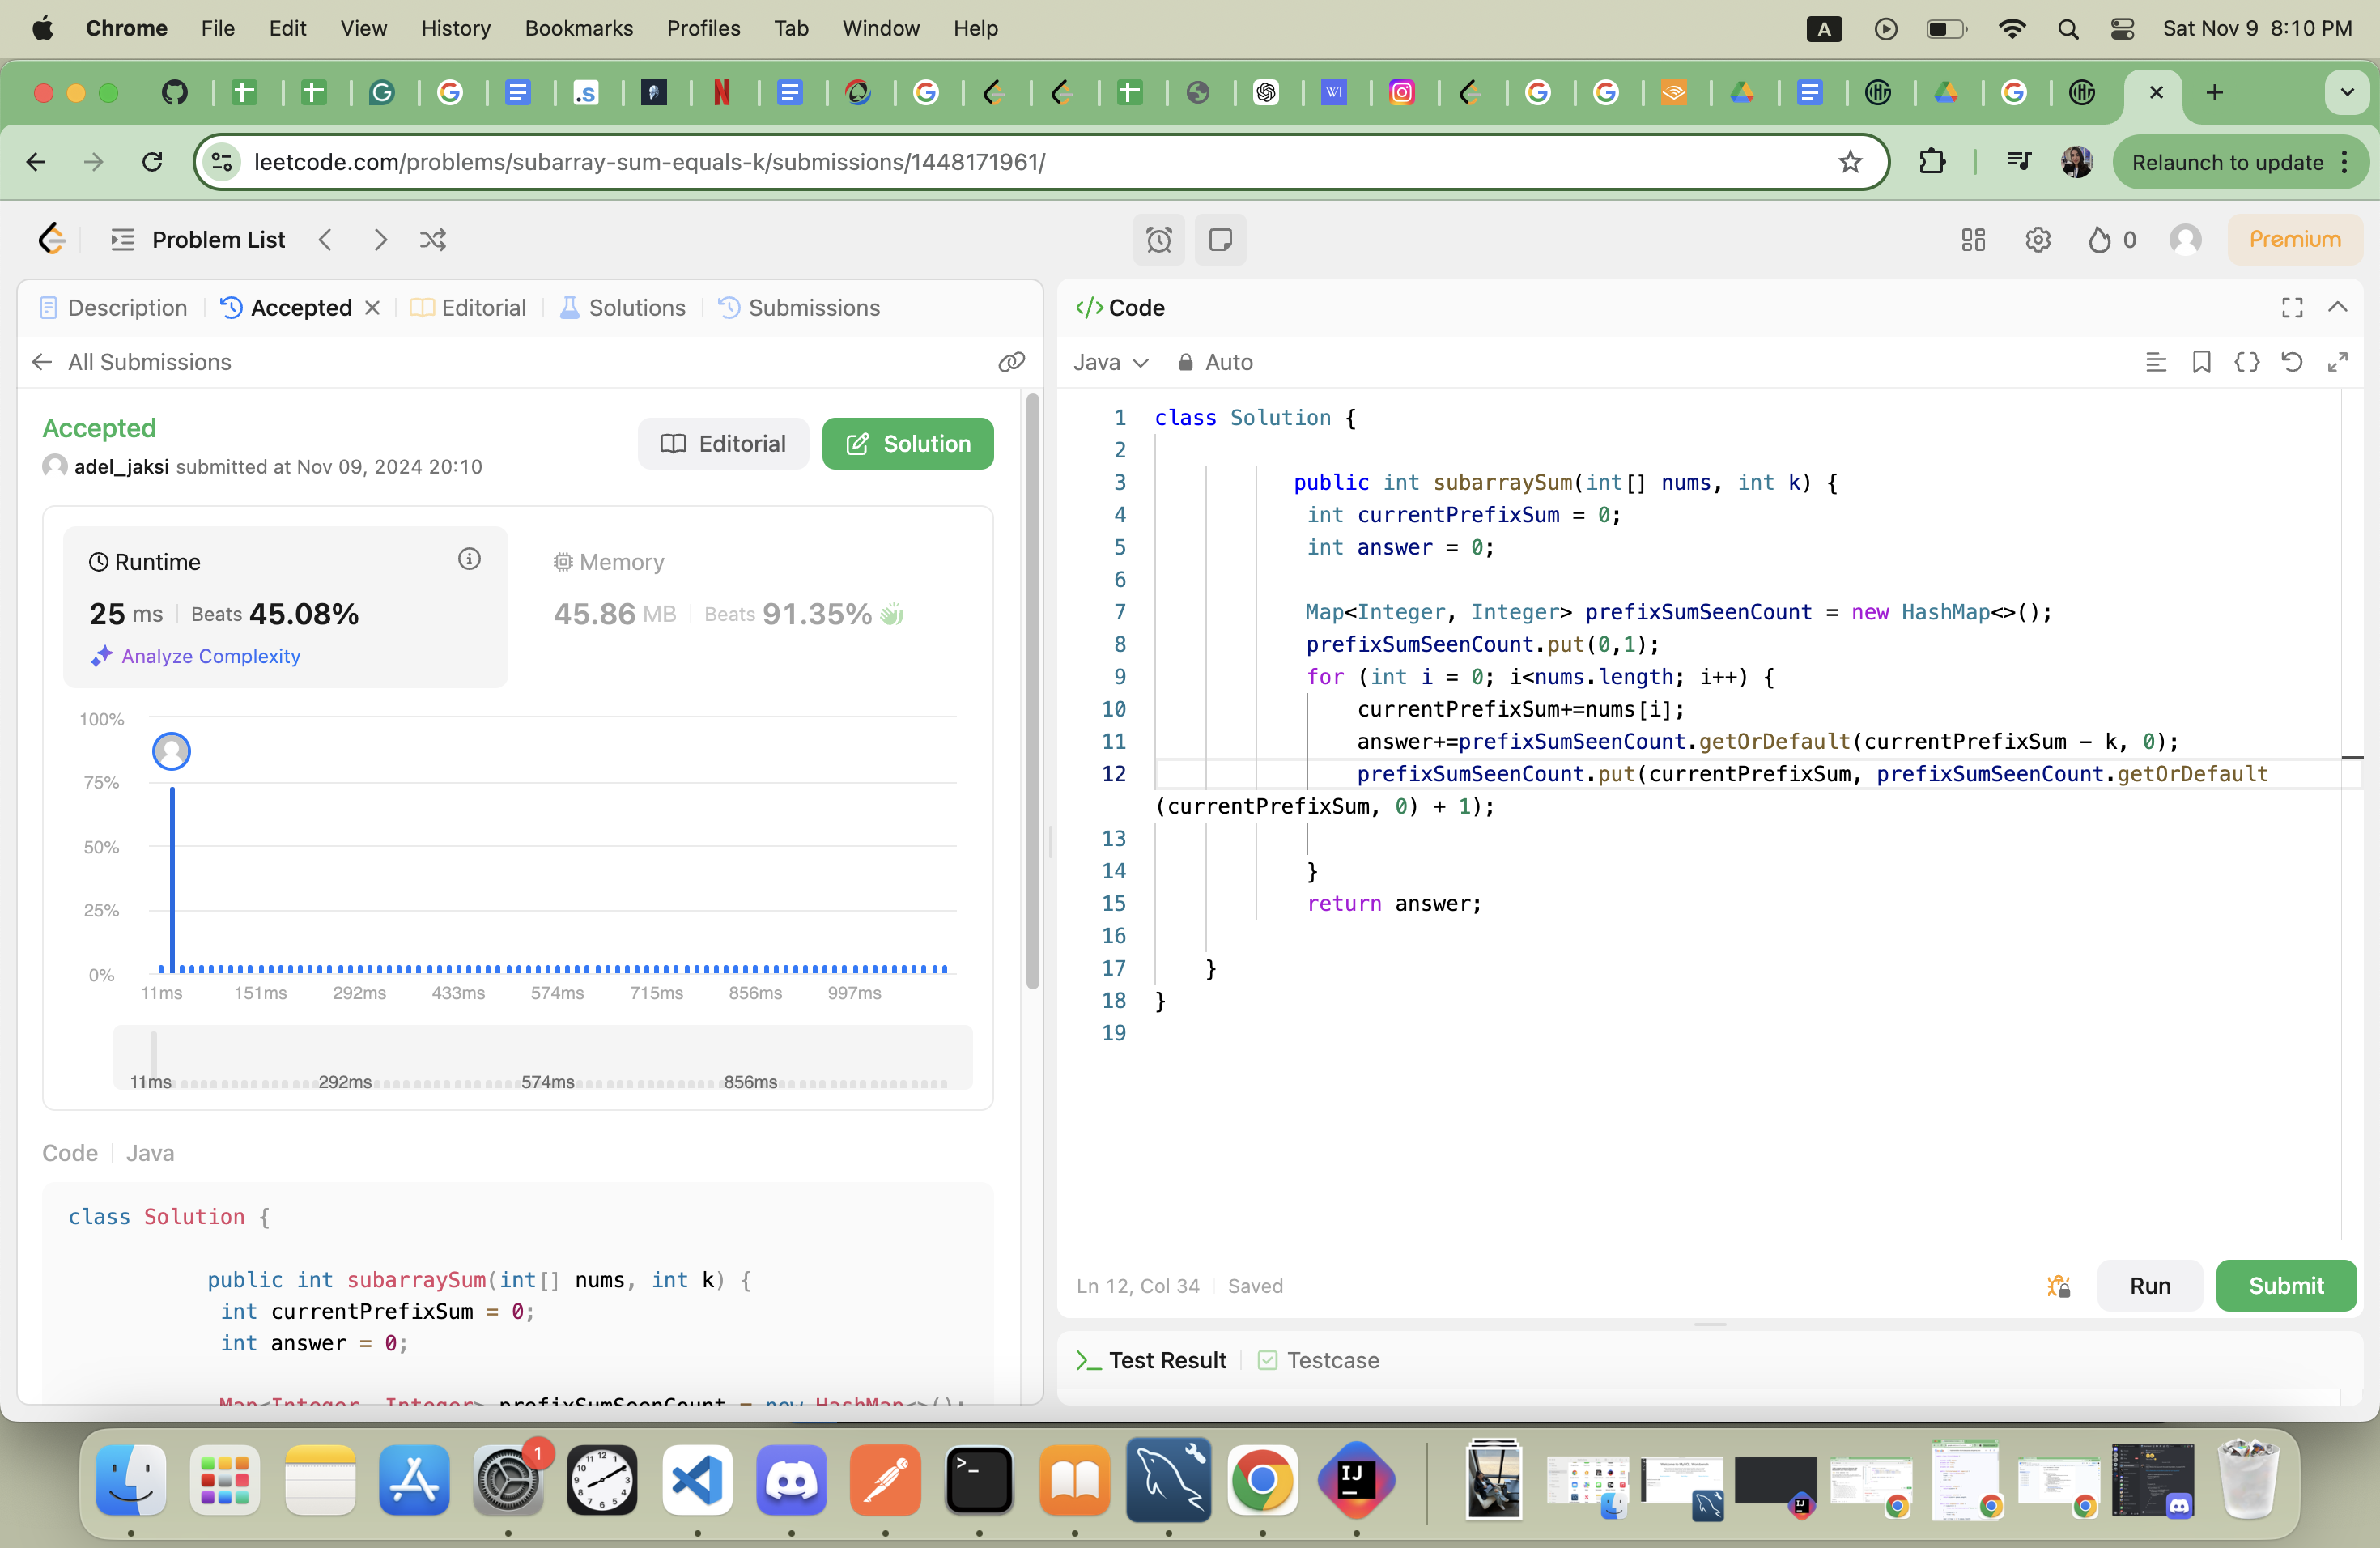 Chrome File Edit View History Bookmarks Profiles Tab Window Help A Sat Nov 9 8:10 PM
leetcode.com/problems/subarray-sum-equals-k/submissions/1448171961/ Relaunch to update
Problem List 0 Premium
Description Accepted Editorial Solutions Submissions
All Submissions
Accepted
adel_jaksi submitted at Nov 09, 2024 20:10
Editorial Solution
Runtime
25 ms Beats 45.08%
Analyze Complexity
Memory
45.86 MB Beats 91.35%
100%
75%
50%
25%
0%
11ms 151ms 292ms 433ms 574ms 715ms 856ms 997ms
11ms 292ms 574ms 856ms
Code Java
class Solution {
public int subarraySum(int[] nums, int k) {
int currentPrefixSum = 0;
int answer = 0;
Map<Integer, Integer> prefixSumSeenCount = new HashMap<>();
</> Code
Java Auto
1 class Solution {
2
3 public int subarraySum(int[] nums, int k) {
4 int currentPrefixSum = 0;
5 int answer = 0;
6
7 Map<Integer, Integer> prefixSumSeenCount = new HashMap<>();
8 prefixSumSeenCount.put(0,1);
9 for (int i = 0; i<nums.length; i++) {
10 currentPrefixSum+=nums[i];
11 answer+=prefixSumSeenCount.getOrDefault(currentPrefixSum - k, 0);
12 prefixSumSeenCount.put(currentPrefixSum, prefixSumSeenCount.getOrDefault
(currentPrefixSum, 0) + 1);
13
14 }
15 return answer;
16
17 }
18 }
19
Ln 12, Col 34 Saved
Run Submit
Test Result Testcase
1
IJ